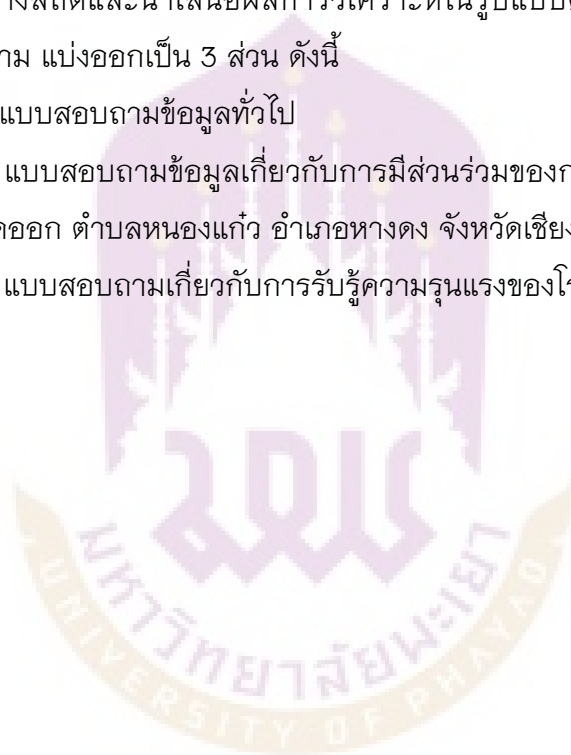 างสถิติและนำเสนอผลการวิเคราะห์ในรูปแบบ
าม แบ่งออกเป็น 3 ส่วน ดังนี้
แบบสอบถามข้อมูลทั่วไป
แบบสอบถามข้อมูลเกี่ยวกับการมีส่วนร่วมของก
ออก ตำบลหนองแก๋ว อำเภอหางดง จังหวัดเชียง
แบบสอบถามเกี่ยวกับการรับรู้ความรุนแรงของโร
มหาวิทยาลัยพะเยา
UNIVERSITY OF PHAYAO